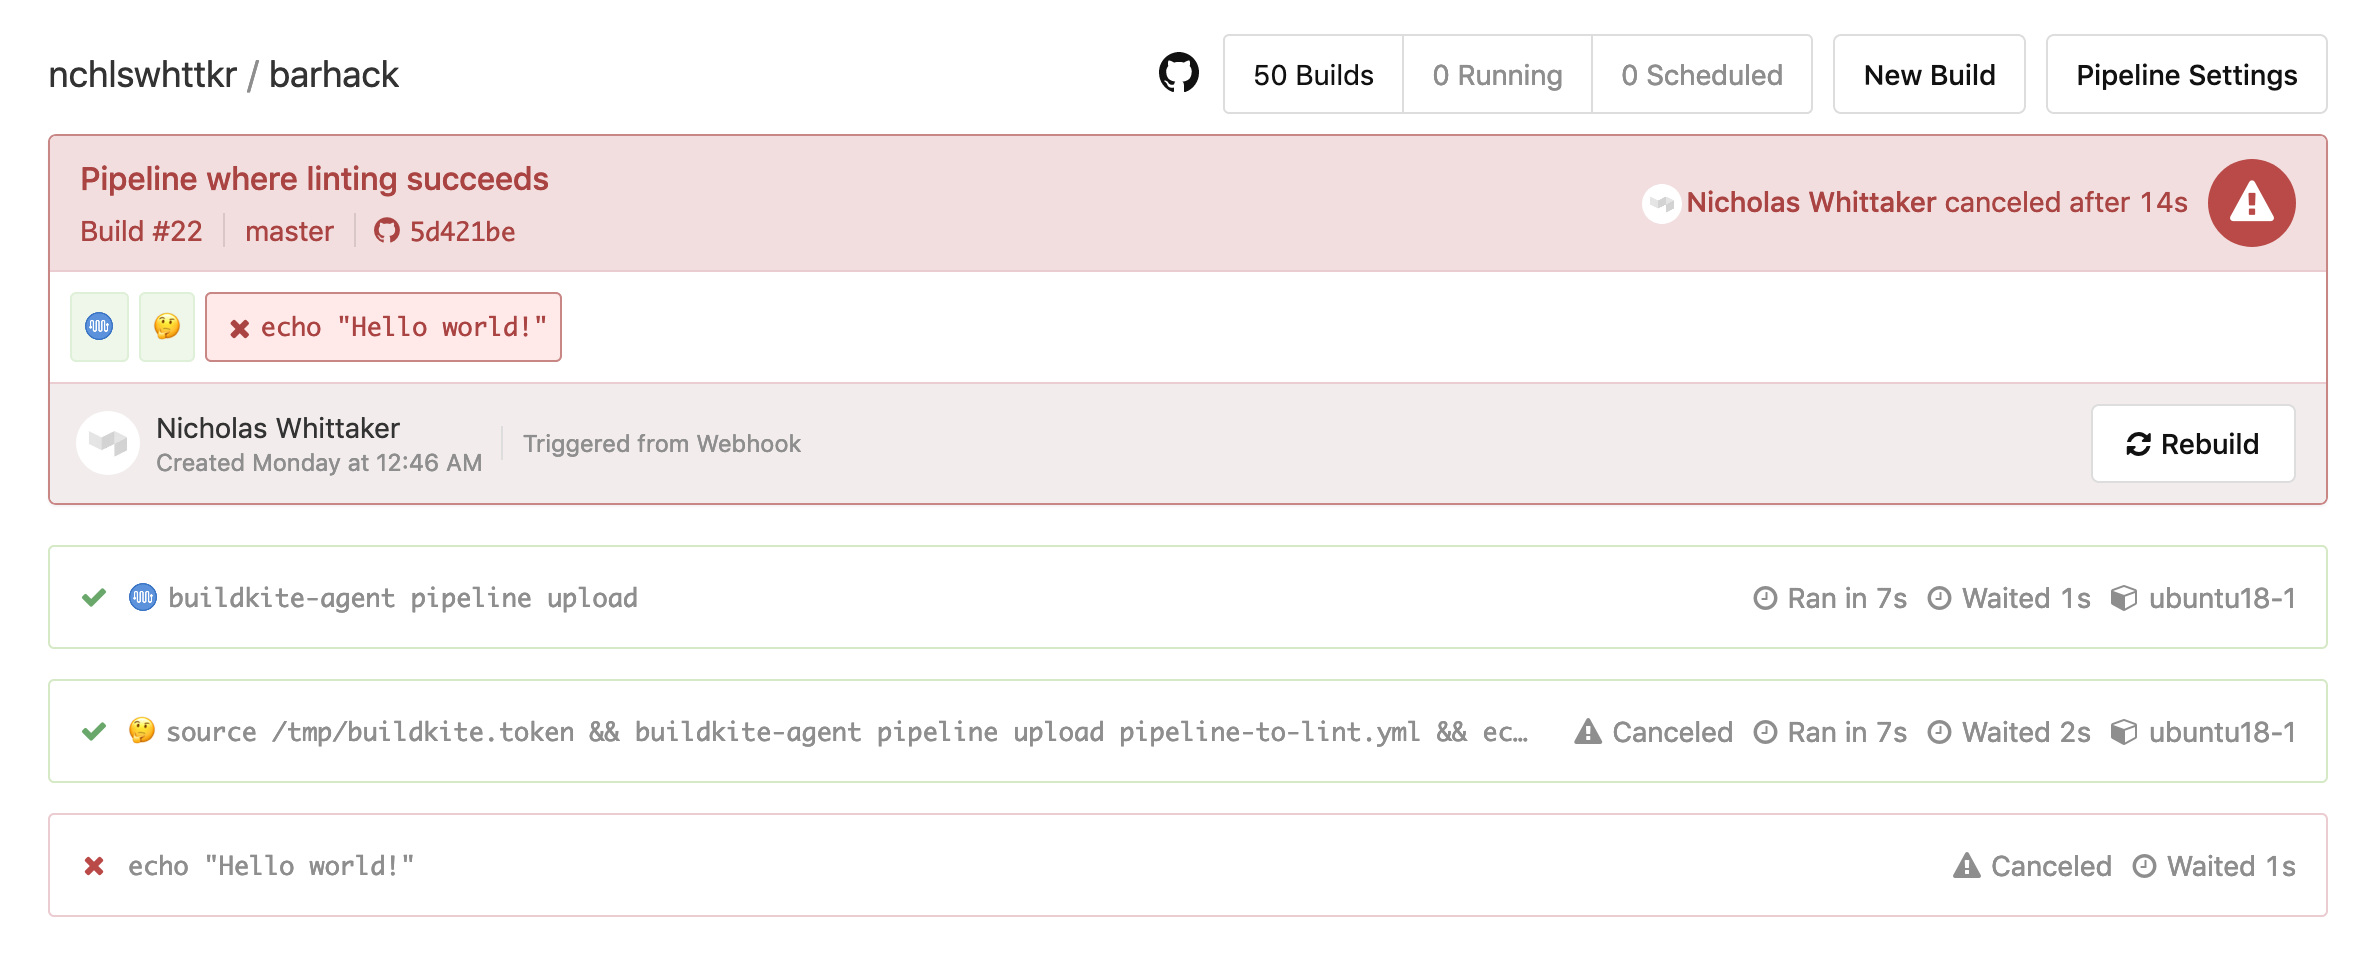 nchlswhttkr / barhack
50 Builds
0 Running
0 Scheduled
New Build
Pipeline Settings
Pipeline where linting succeeds
Build #22
master
5d421be
Nicholas Whittaker canceled after 14s
echo "Hello world!"
Nicholas Whittaker
Created Monday at 12:46 AM
Triggered from Webhook
Rebuild
buildkite-agent pipeline upload
Ran in 7s
Waited 1s
ubuntu18-1
source /tmp/buildkite.token && buildkite-agent pipeline upload pipeline-to-lint.yml && ec…
Canceled
Ran in 7s
Waited 2s
ubuntu18-1
echo "Hello world!"
Canceled
Waited 1s